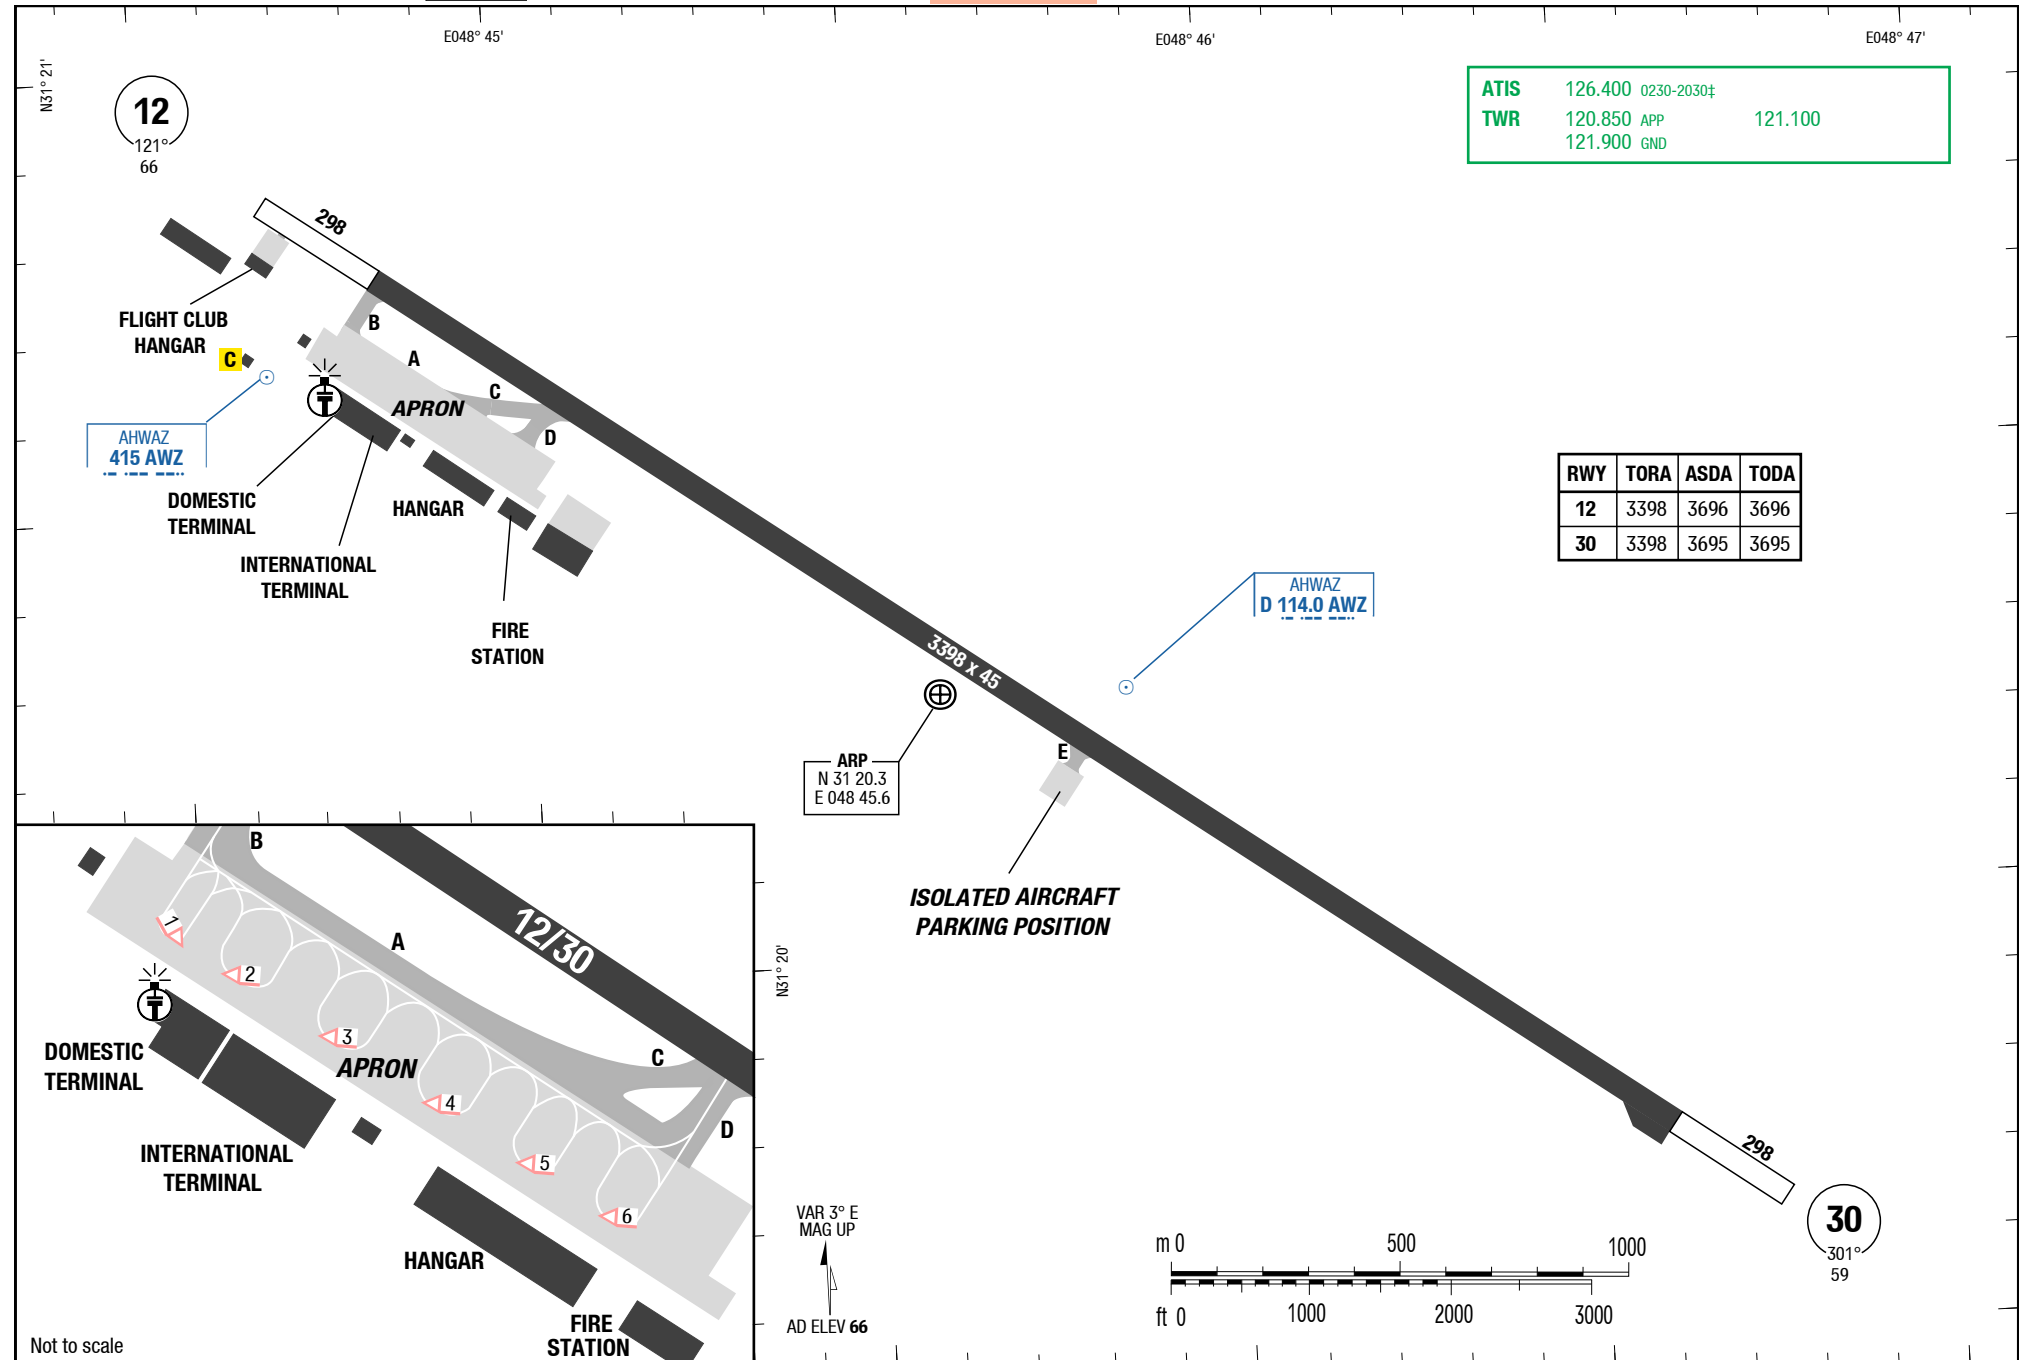 E048° 45'
E048° 46'
E048° 47'
N31° 21'
12
121°
66
ATIS 126.400 0230-2030‡
TWR 120.850 APP 121.100
121.900 GND
298
FLIGHT CLUB
HANGAR
B
A
C
C
APRON
D
AHWAZ
415 AWZ
DOMESTIC
TERMINAL
HANGAR
INTERNATIONAL
TERMINAL
FIRE
STATION
RWY TORA ASDA TODA
12 3398 3696 3696
30 3398 3695 3695
AHWAZ
D 114.0 AWZ
3398 x 45
ARP
N 31 20.3
E 048 45.6
E
ISOLATED AIRCRAFT
PARKING POSITION
B
A
12/30
N31° 20'
1
2
3
APRON
4
C
D
5
6
DOMESTIC
TERMINAL
INTERNATIONAL
TERMINAL
HANGAR
FIRE
STATION
Not to scale
VAR 3° E
MAG UP
AD ELEV 66
m 0 500 1000
ft 0 1000 2000 3000
298
30
301°
59